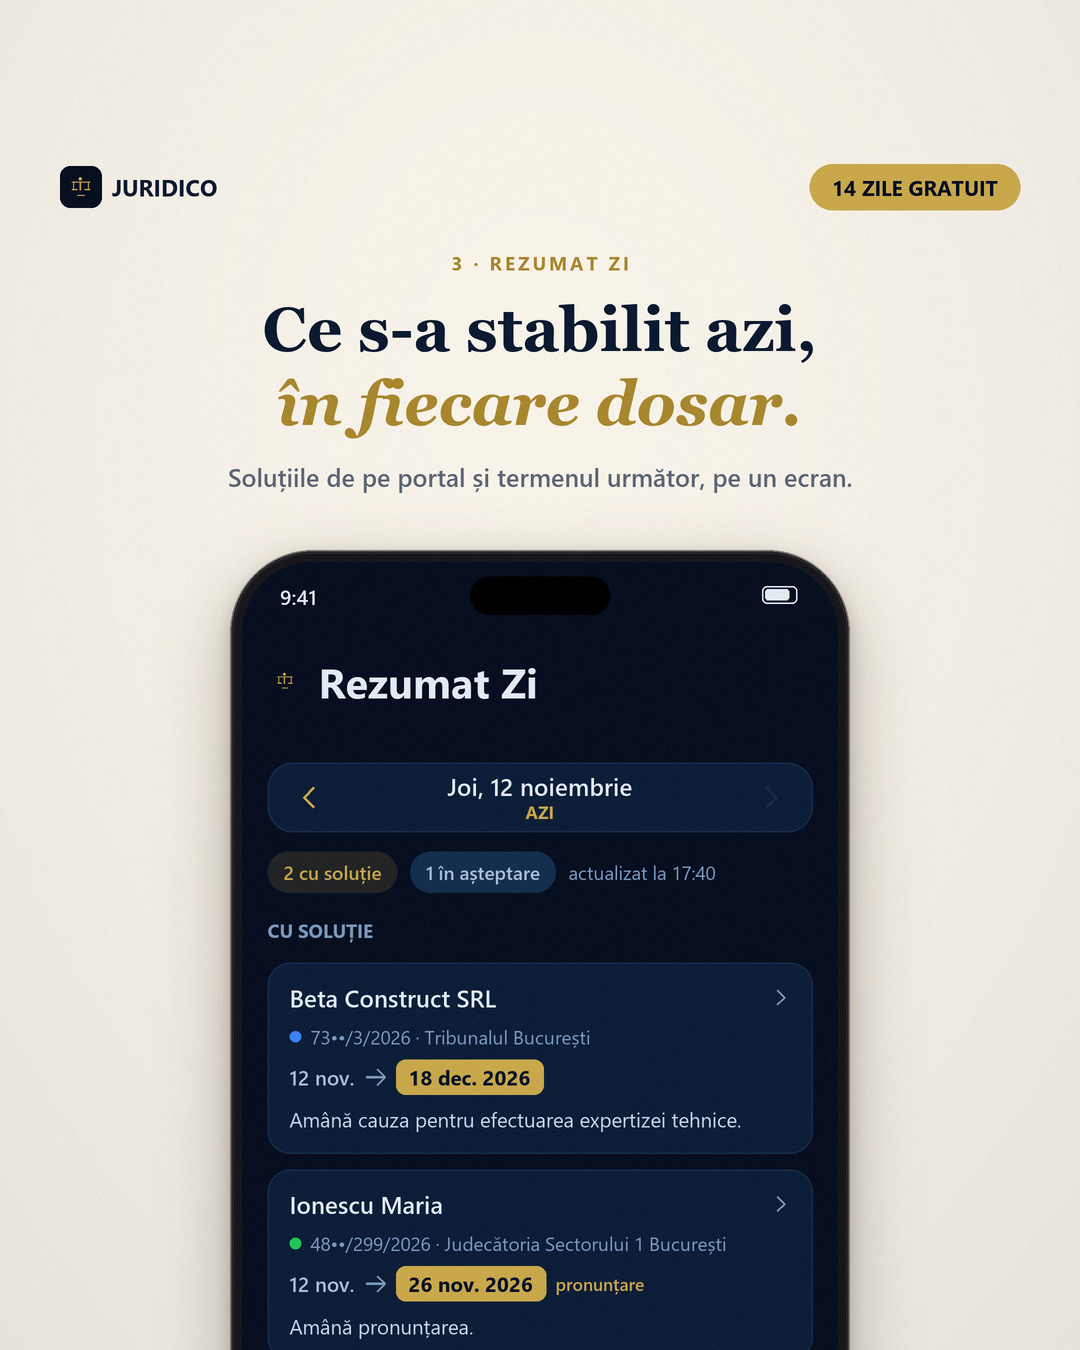 JURIDICO
14 ZILE GRATUIT
3 · REZUMAT ZI
Ce s-a stabilit azi,
în fiecare dosar.
Soluțiile de pe portal și termenul următor, pe un ecran.
9:41
Rezumat Zi
Joi, 12 noiembrie
AZI
2 cu soluție
1 în așteptare
actualizat la 17:40
CU SOLUȚIE
Beta Construct SRL
73••/3/2026 · Tribunalul București
12 nov. → 18 dec. 2026
Amână cauza pentru efectuarea expertizei tehnice.
Ionescu Maria
48••/299/2026 · Judecătoria Sectorului 1 București
12 nov. → 26 nov. 2026 pronunțare
Amână pronunțarea.